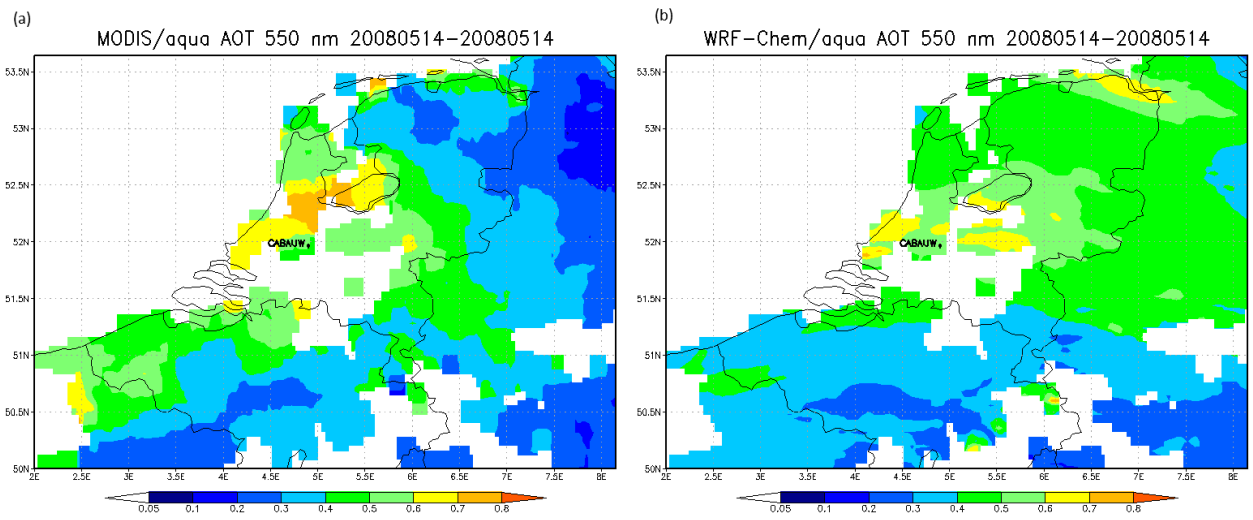 (a)
MODIS/aqua AOT 550 nm 20080514-20080514
53.5N
53N
52.5N
52N
51.5N
51N
50.5N
50N
CABAUW
2E 2.5E 3E 3.5E 4E 4.5E 5E 5.5E 6E 6.5E 7E 7.5E 8E
0.05 0.1 0.2 0.3 0.4 0.5 0.6 0.7 0.8
(b)
WRF-Chem/aqua AOT 550 nm 20080514-20080514
53.5N
53N
52.5N
52N
51.5N
51N
50.5N
50N
CABAUW
2E 2.5E 3E 3.5E 4E 4.5E 5E 5.5E 6E 6.5E 7E 7.5E 8E
0.05 0.1 0.2 0.3 0.4 0.5 0.6 0.7 0.8